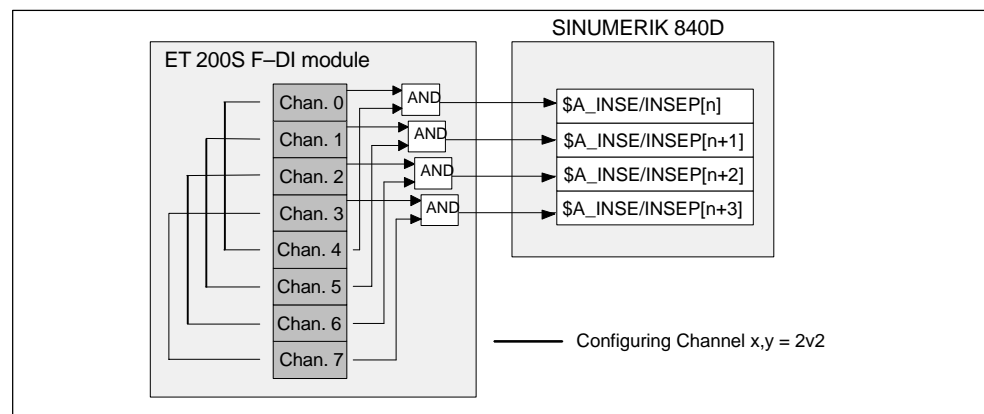 SINUMERIK 840D
ET 200S F–DI module
Chan. 0
Chan. 1
Chan. 2
Chan. 3
Chan. 4
Chan. 5
Chan. 6
Chan. 7
AND
AND
AND
AND
$A_INSE/INSEP[n]
$A_INSE/INSEP[n+1]
$A_INSE/INSEP[n+2]
$A_INSE/INSEP[n+3]
Configuring Channel x,y = 2v2